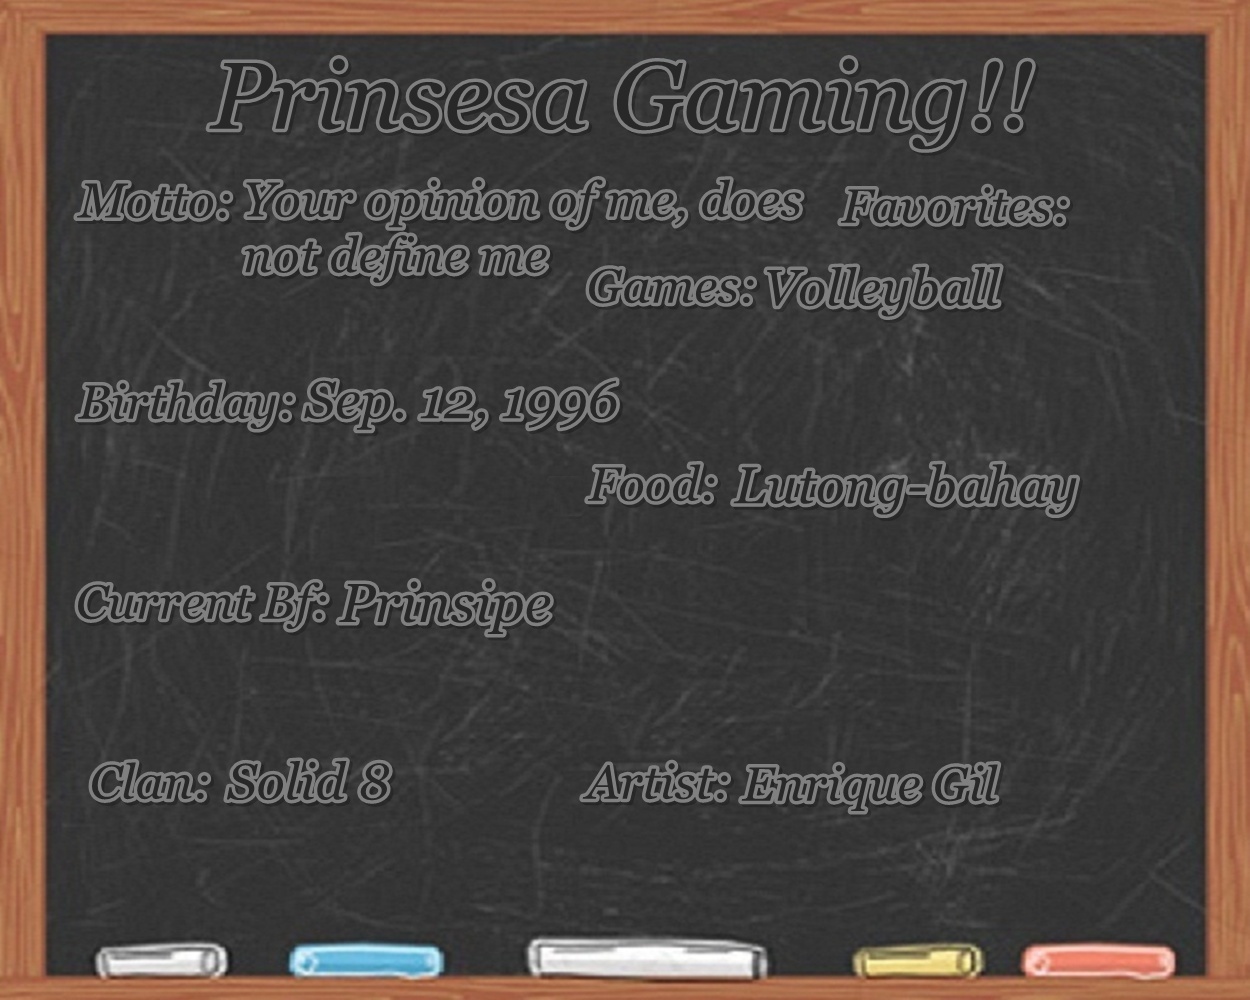 Prinsesa Gaming!!
Motto: Your opinion of me, does
not define me
Birthday: Sep. 12, 1996
Current Bf: Prinsipe
Clan: Solid 8
Favorites:
Games: Volleyball
Food: Lutong-bahay
Artist: Enrique Gil